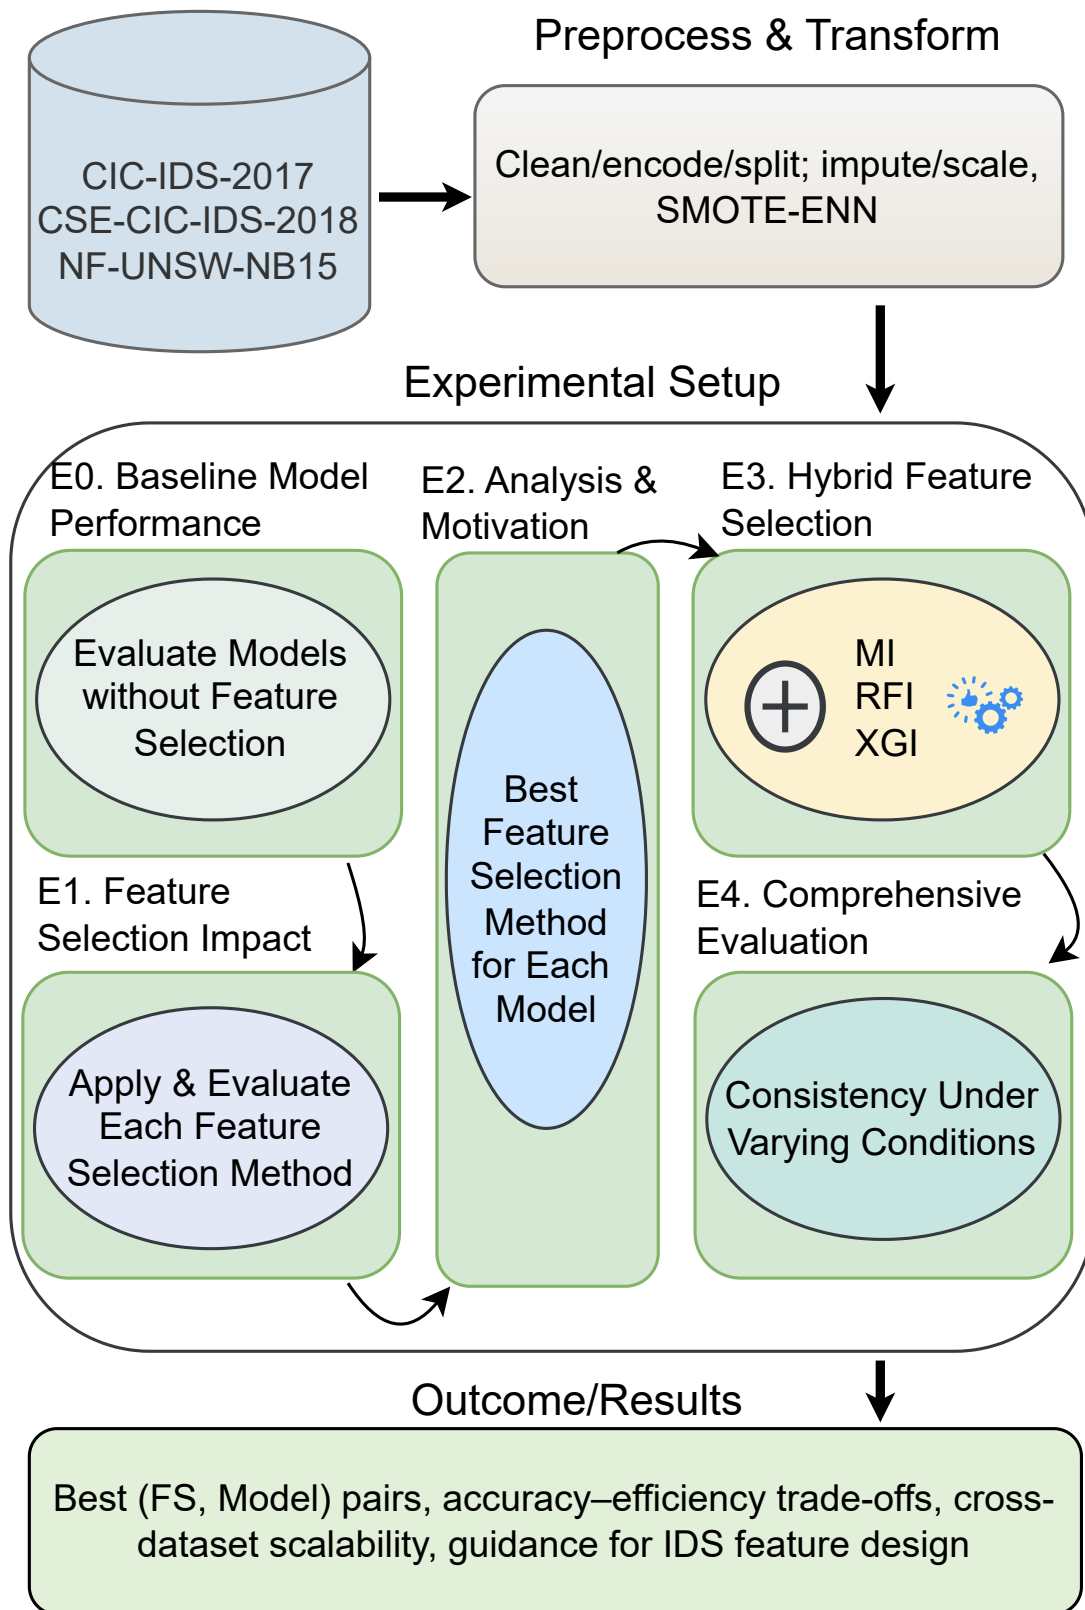 CIC-IDS-2017
CSE-CIC-IDS-2018
NF-UNSW-NB15
Preprocess & Transform
Clean/encode/split; impute/scale,
SMOTE-ENN
Experimental Setup
E0. Baseline Model
Performance
Evaluate Models
without Feature
Selection
E1. Feature
Selection Impact
Apply & Evaluate
Each Feature
Selection Method
E2. Analysis &
Motivation
Best
Feature
Selection
Method
for Each
Model
E3. Hybrid Feature
Selection
MI
RFI
XGI
E4. Comprehensive
Evaluation
Consistency Under
Varying Conditions
Outcome/Results
Best (FS, Model) pairs, accuracy–efficiency trade-offs, cross-
dataset scalability, guidance for IDS feature design